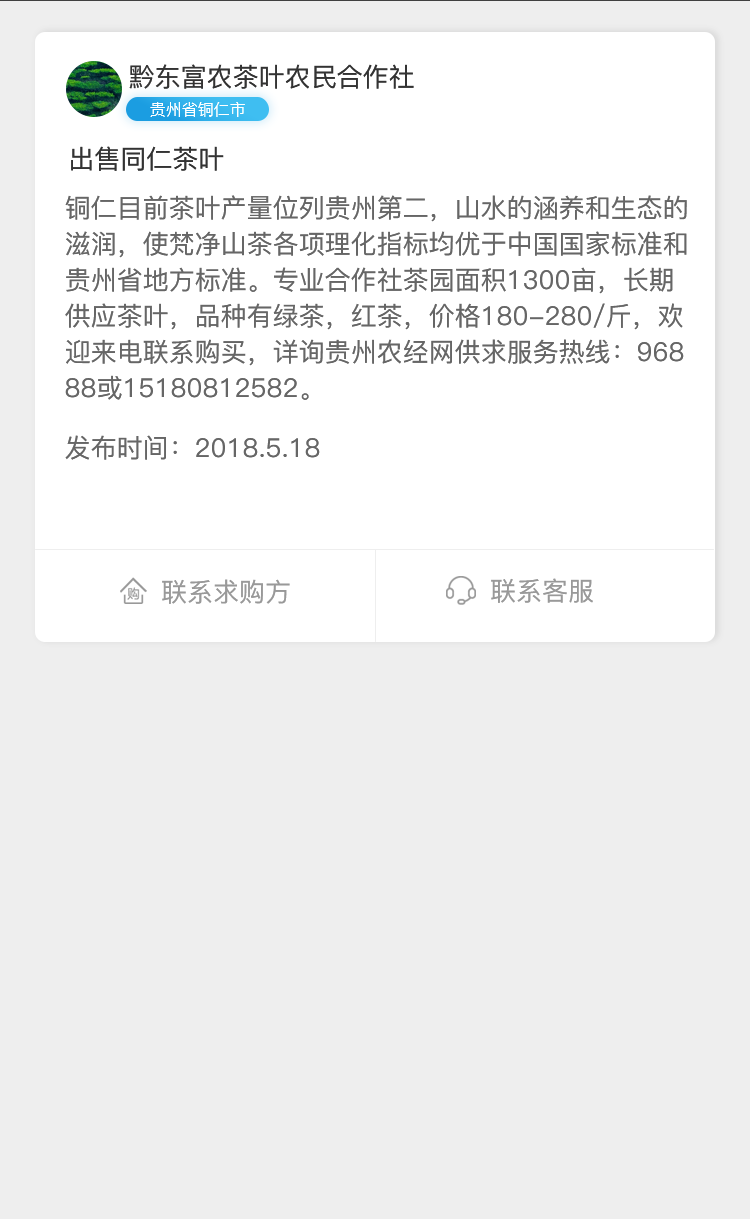 黔东富农茶叶农民合作社
贵州省铜仁市
出售同仁茶叶
铜仁目前茶叶产量位列贵州第二，山水的涵养和生态的
滋润，使梵净山茶各项理化指标均优于中国国家标准和
贵州省地方标准。专业合作社茶园面积1300亩，长期
供应茶叶，品种有绿茶，红茶，价格180-280/斤，欢
迎来电联系购买，详询贵州农经网供求服务热线：968
88或15180812582。
发布时间：2018.5.18
购 联系求购方
联系客服